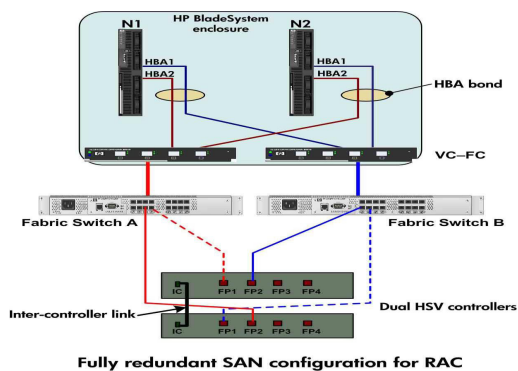 HP BladeSystem
enclosure
N1
N2
HBA1
HBA2
HBA1
HBA2
HBA bond
VC–FC
Fabric Switch A
Fabric Switch B
IC
FP1
FP2
FP3
FP4
Dual HSV controllers
Inter-controller link
IC
FP1
FP2
FP3
FP4
Fully redundant SAN configuration for RAC